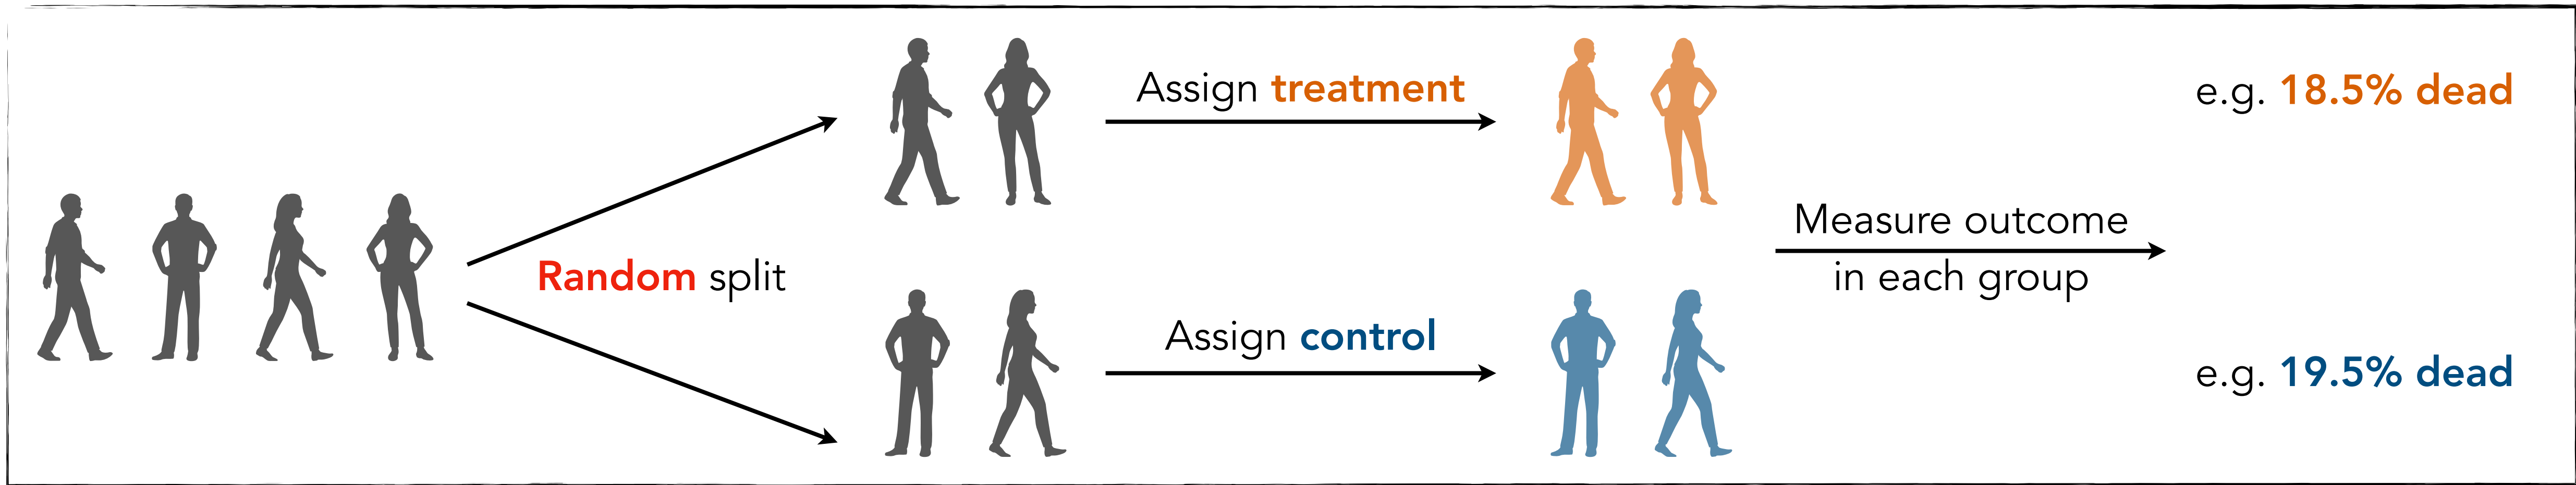 Random split
Assign treatment
Assign control
Measure outcome
in each group
e.g. 18.5% dead
e.g. 19.5% dead